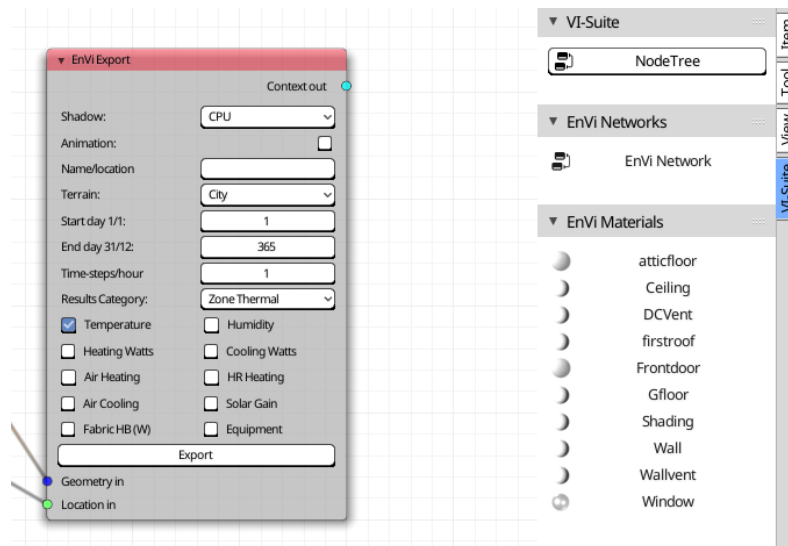 EnVi Export
Context out
Shadow: CPU
Animation:
Name/location
Terrain: City
Start day 1/1: 1
End day 31/12: 365
Time-steps/hour 1
Results Category: Zone Thermal
Temperature Humidity
Heating Watts Cooling Watts
Air Heating HR Heating
Air Cooling Solar Gain
Fabric HB (W) Equipment
Export
Geometry in
Location in
VI-Suite
NodeTree
EnVi Networks
EnVi Network
EnVi Materials
atticfloor
Ceiling
DCVent
firstroof
Frontdoor
Gfloor
Shading
Wall
Wallvent
Window
Item
Tool
View
VI-Suite